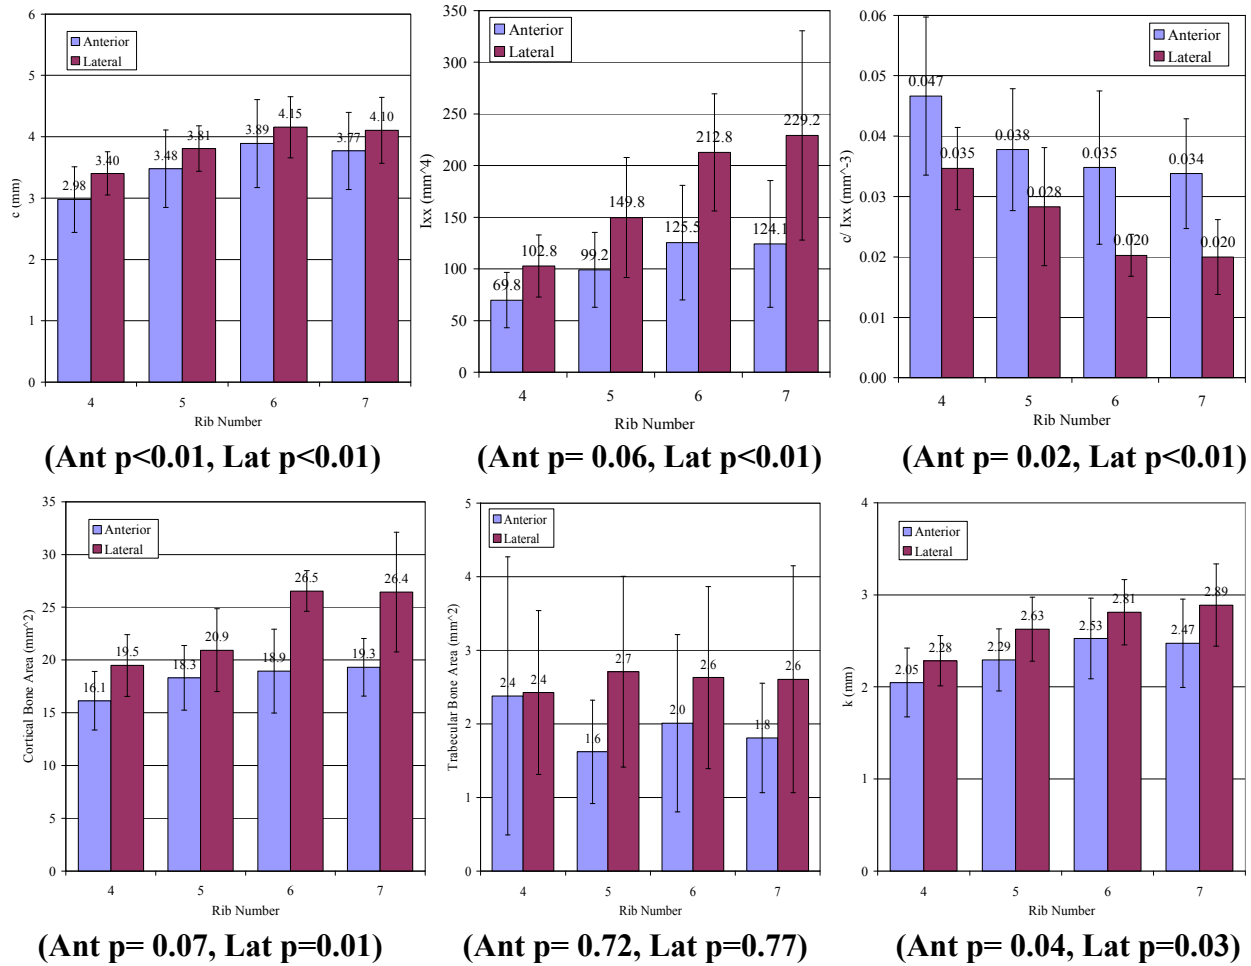 6
5
4
3
2
1
0
c (mm)
Anterior
Lateral
2.98
3.40
3.48
3.81
3.89
4.15
3.77
4.10
4 5 6 7
Rib Number
(Ant p<0.01, Lat p<0.01)
350
300
250
200
150
100
50
0
Ixx (mm^4)
Anterior
Lateral
69.8
102.8
99.2
149.8
125.5
212.8
124.1
229.2
4 5 6 7
Rib Number
(Ant p= 0.06, Lat p<0.01)
0.06
0.05
0.04
0.03
0.02
0.01
0.00
c/ Ixx (mm^-3)
Anterior
Lateral
0.047
0.035
0.038
0.028
0.035
0.020
0.034
0.020
4 5 6 7
Rib Number
(Ant p= 0.02, Lat p<0.01)
35
30
25
20
15
10
5
0
Cortical Bone Area (mm^2)
Anterior
Lateral
16.1
19.5
18.3
20.9
18.9
26.5
19.3
26.4
4 5 6 7
Rib Number
(Ant p= 0.07, Lat p=0.01)
5
4
3
2
1
0
Trabecular Bone Area (mm^2)
Anterior
Lateral
2.4
2.4
1.6
2.7
2.0
2.6
1.8
2.6
4 5 6 7
Rib Number
(Ant p= 0.72, Lat p=0.77)
4
3
2
1
0
k (mm)
Anterior
Lateral
2.05
2.28
2.29
2.63
2.53
2.81
2.47
2.89
4 5 6 7
Rib Number
(Ant p= 0.04, Lat p=0.03)